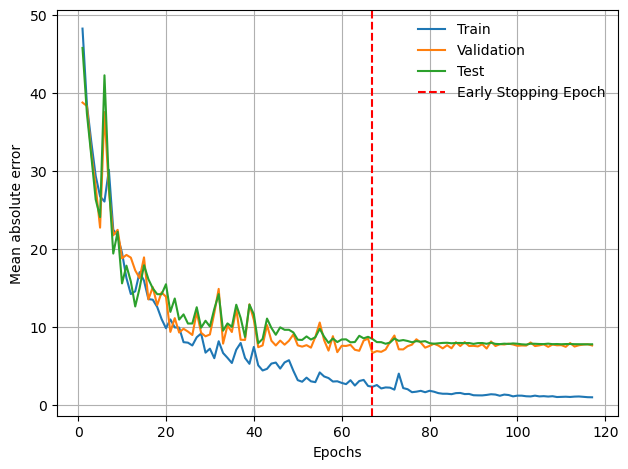 50
40
30
20
10
0
Mean absolute error
Train
Validation
Test
Early Stopping Epoch
0 20 40 60 80 100 120
Epochs